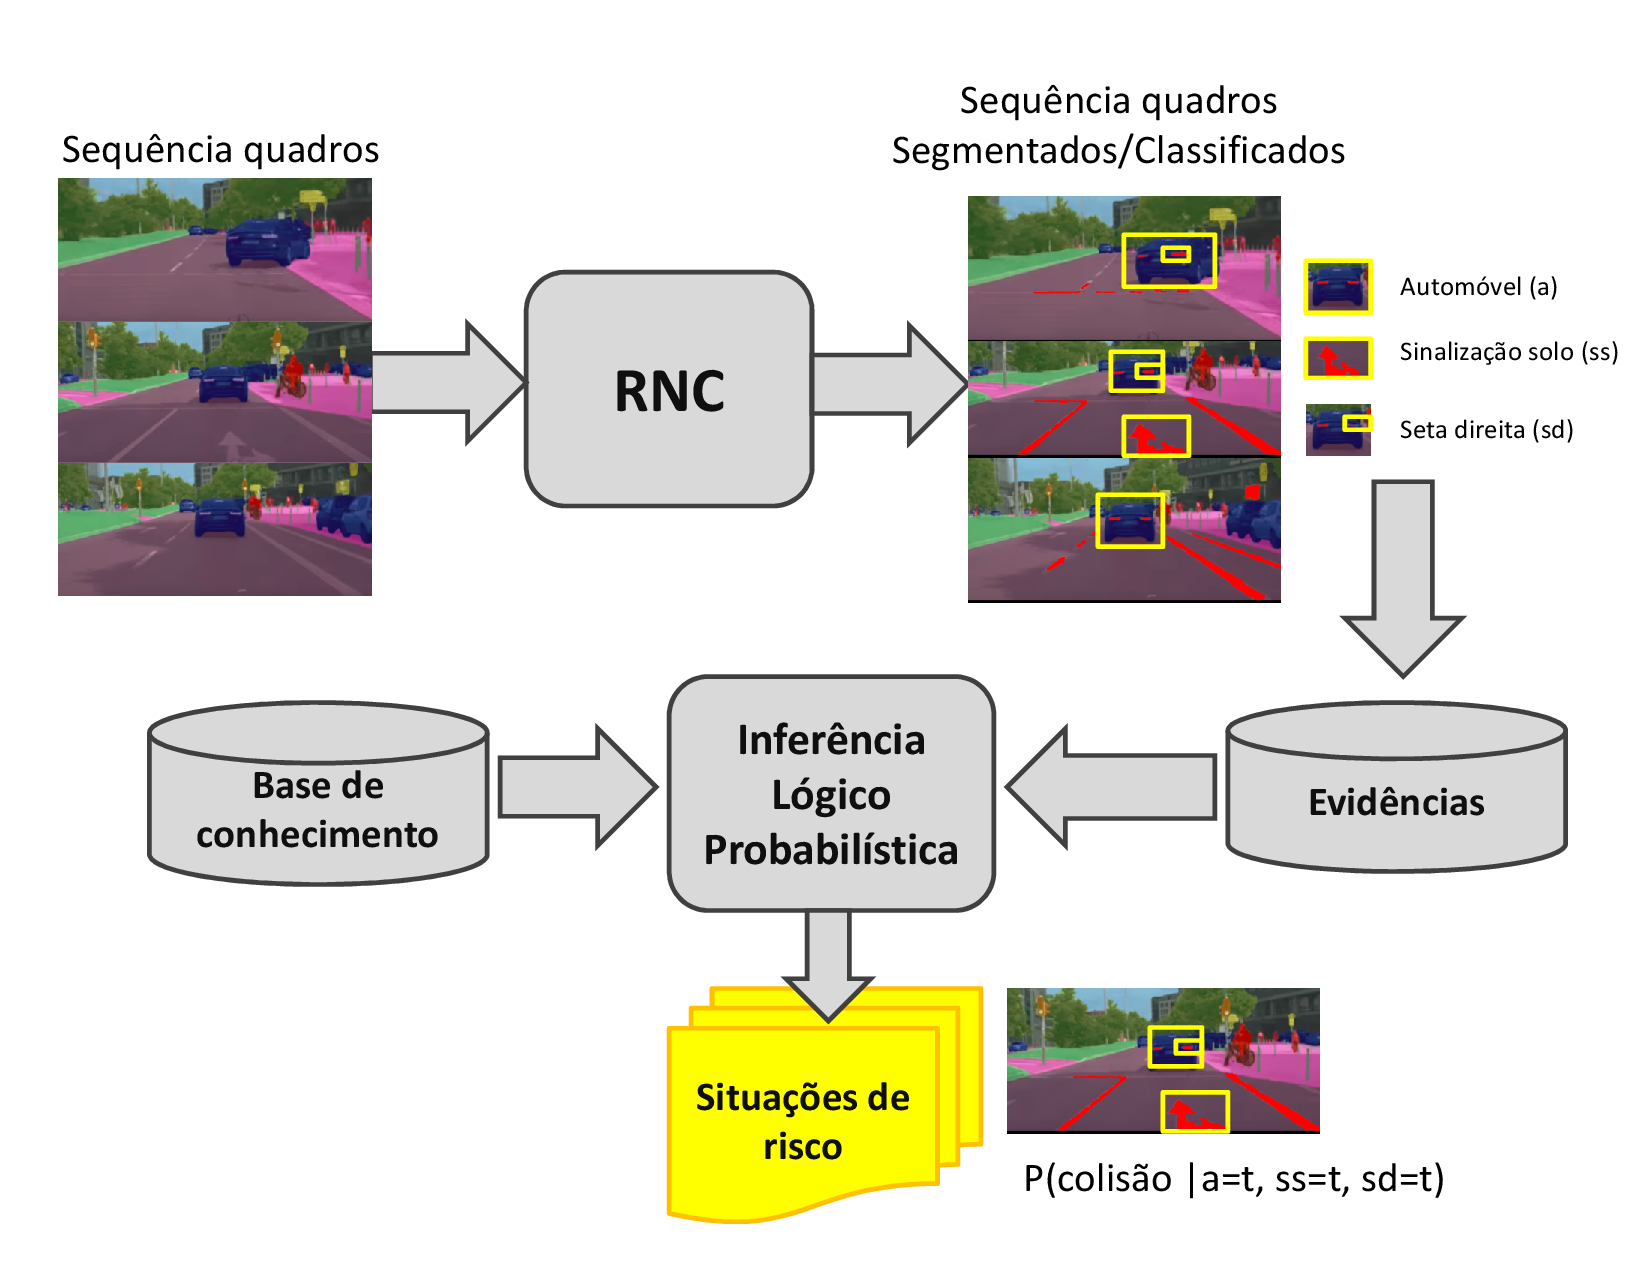 Sequência quadros
Sequência quadros
Segmentados/Classificados
RNC
Automóvel (a)
Sinalização solo (ss)
Seta direita (sd)
Base de
conhecimento
Inferência
Lógico
Probabilística
Evidências
Situações de
risco
P(colisão |a=t, ss=t, sd=t)